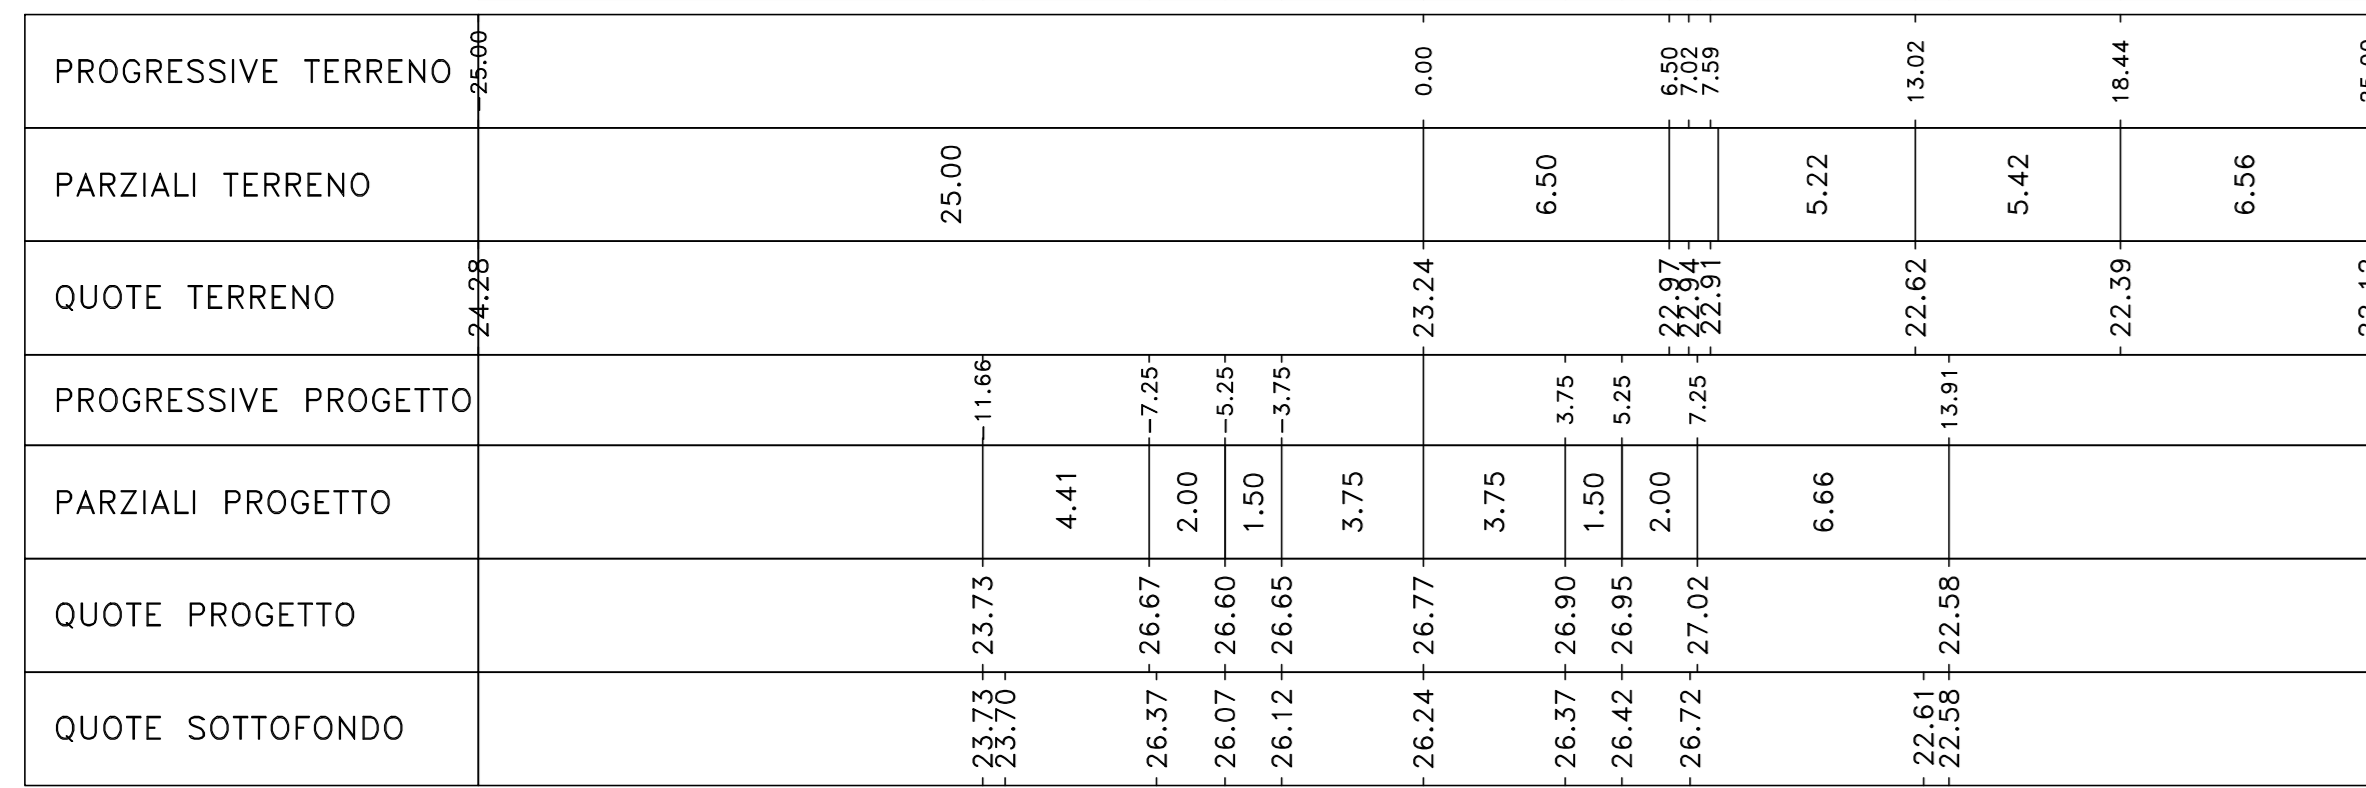 PROGRESSIVE TERRENO -25.00 0.00 6.50 7.02 7.59 13.02 18.44
PARZIALI TERRENO 25.00 6.50 5.22 5.42 6.56
QUOTE TERRENO 24.28 23.24 22.97 22.94 22.91 22.62 22.39
PROGRESSIVE PROGETTO -11.66 -7.25 -5.25 -3.75 3.75 5.25 7.25 13.91
PARZIALI PROGETTO 4.41 2.00 1.50 3.75 3.75 1.50 2.00 6.66
QUOTE PROGETTO 23.73 26.67 26.60 26.65 26.77 26.90 26.95 27.02 22.58
QUOTE SOTTOFONDO 23.73 23.70 26.37 26.07 26.12 26.24 26.37 26.42 26.72 22.61 22.58